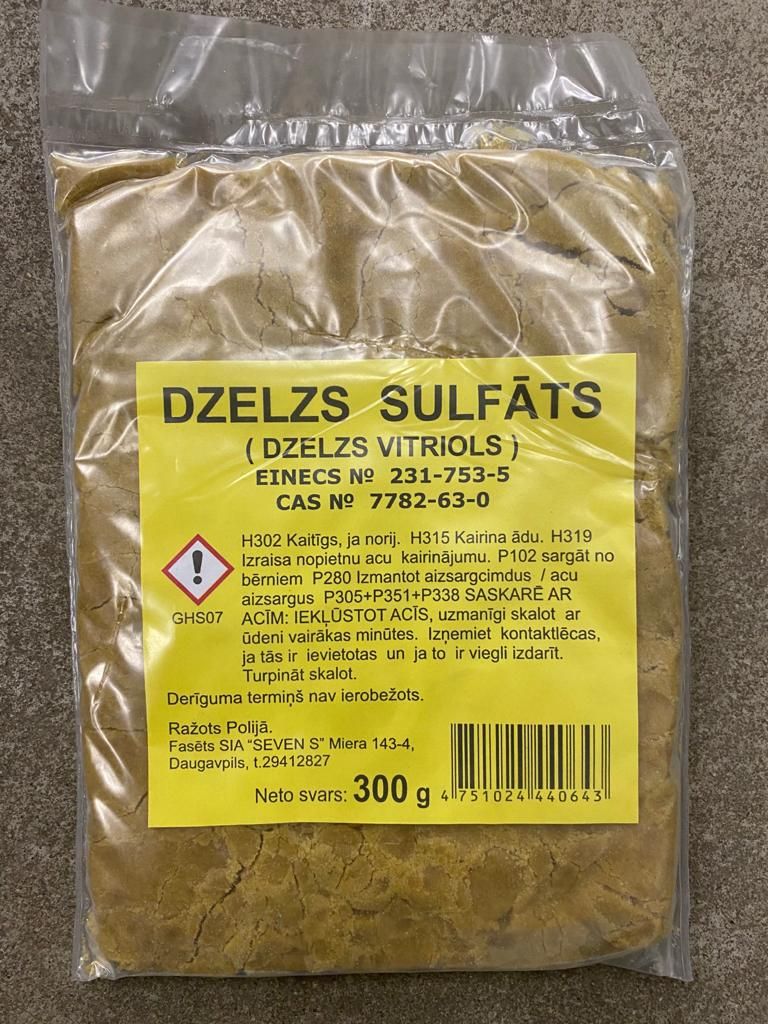 DZELZS SULFĀTS
( DZELZS VITRIOLS )
EINECS № 231-753-5
CAS № 7782-63-0
H302 Kaitīgs, ja norij. H315 Kairina ādu. H319
Izraisa nopietnu acu kairinājumu. P102 sargāt no
bērniem P280 Izmantot aizsargcimdus / acu
aizsargus P305+P351+P338 SASKARĒ AR
ACĪM: IEKĻŪSTOT ACĪS, uzmanīgi skalot ar
ūdeni vairākas minūtes. Izņemiet kontaktlēcas,
ja tās ir ievietotas un ja to ir viegli izdarīt.
Turpināt skalot.
GHS07
Derīguma termiņš nav ierobežots.
Ražots Polijā.
Fasēts SIA "SEVEN S" Miera 143-4,
Daugavpils, t.29412827
Neto svars: 300 g
4 751024 440643